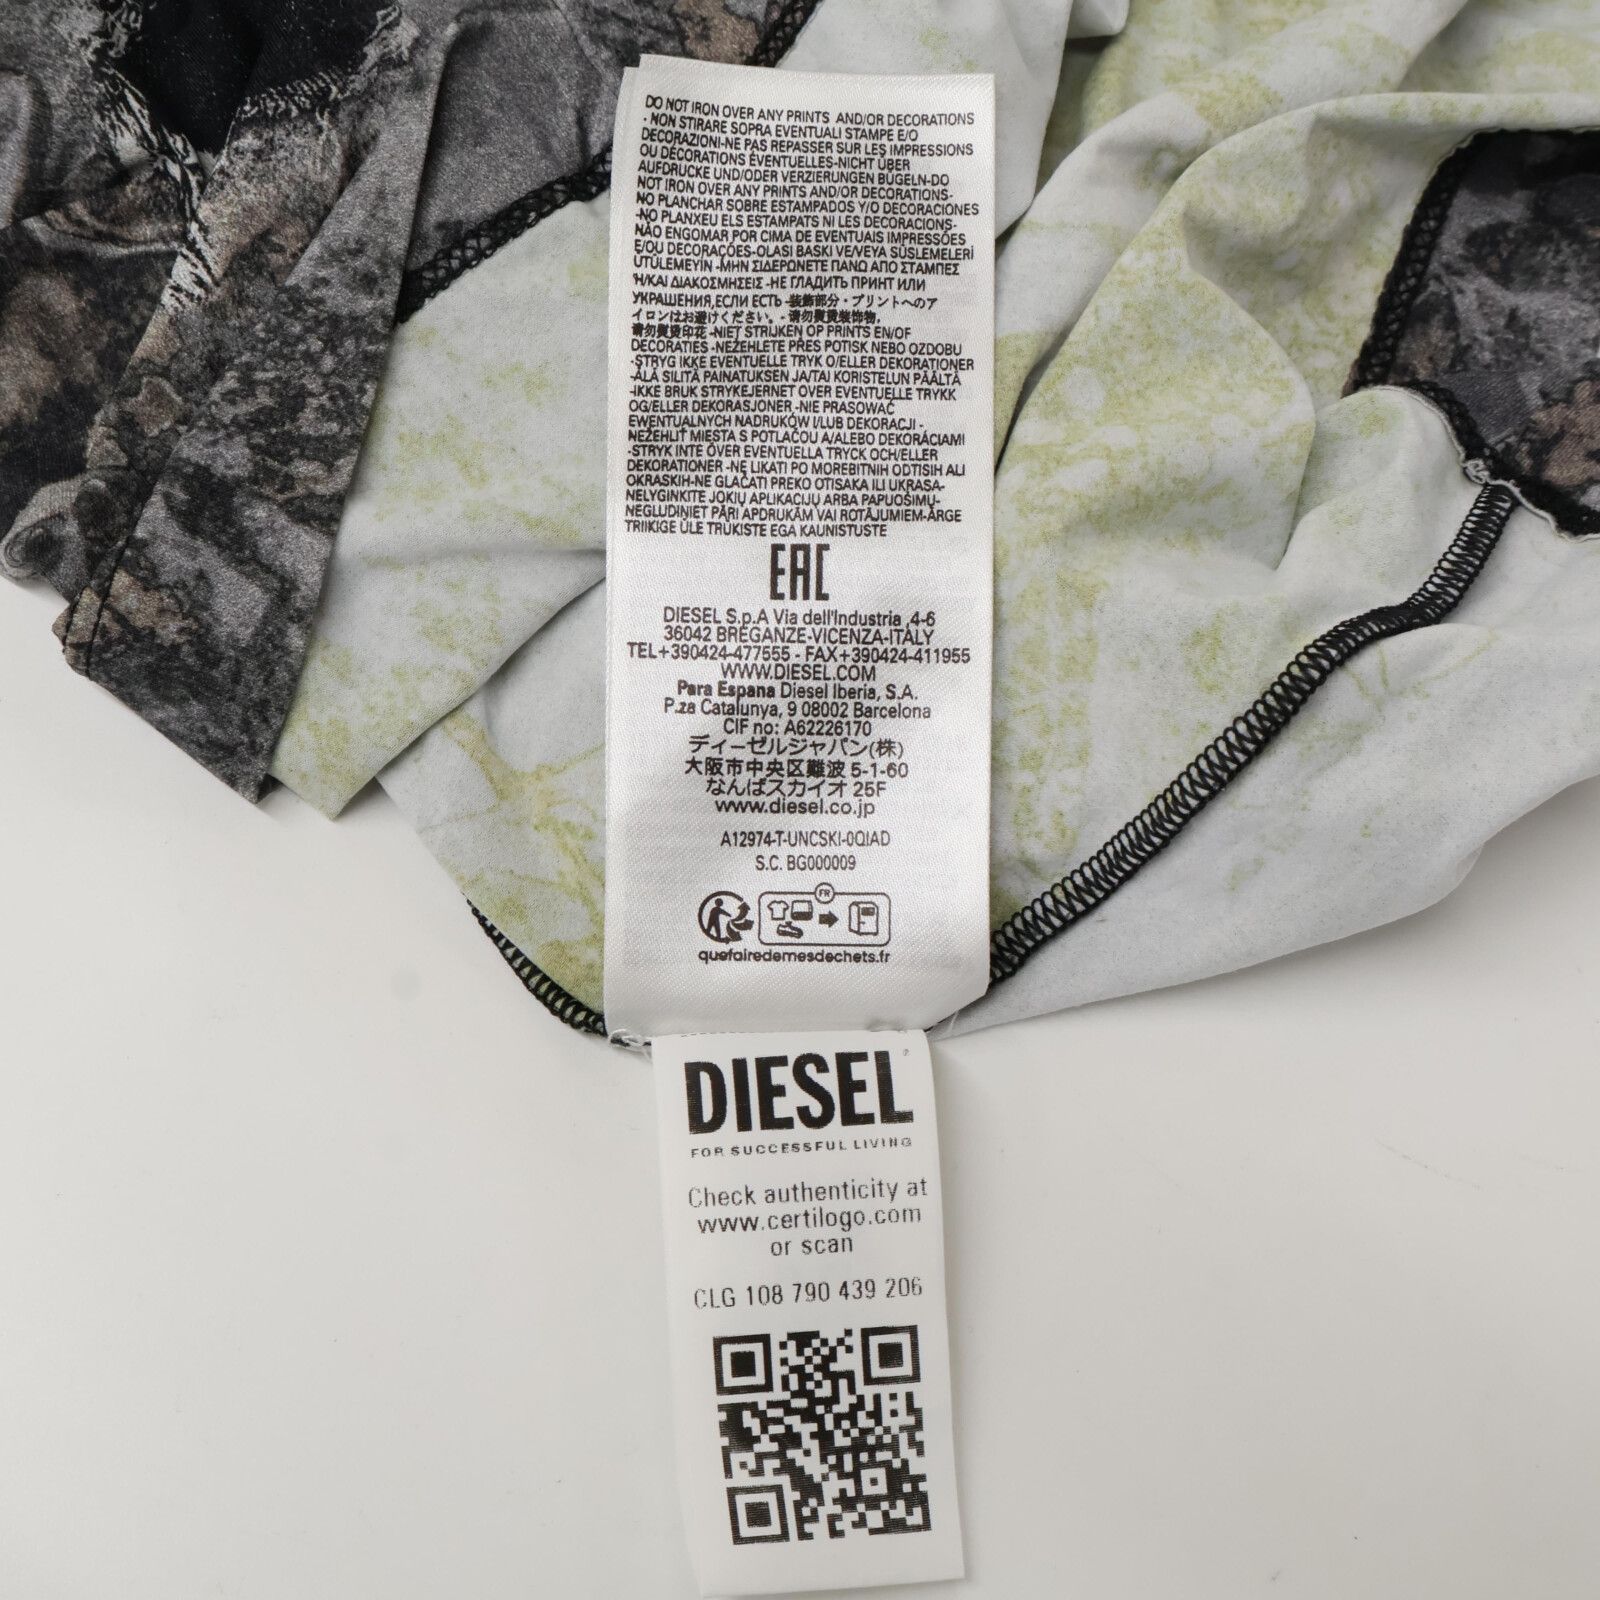 DO NOT IRON OVER ANY PRINTS AND/OR DECORATIONS
- NON STIRARE SOPRA EVENTUALI STAMPE E/O
DECORAZIONI-NE PAS REPASSER SUR LES IMPRESSIONS
OU DÉCORATIONS ÉVENTUELLES-NICHT ÜBER
AUFDRUCKE UND/ODER VERZIERUNGEN BÜGELN-DO
NOT IRON OVER ANY PRINTS AND/OR DECORATIONS-
NO PLANCHAR SOBRE ESTAMPADOS Y/O DECORACIONES
-NO PLANXEU ELS ESTAMPATS NI LES DECORACIONS-
NÃO ENGOMAR POR CIMA DE EVENTUAIS IMPRESSÕES
E/OU DECORAÇÕES-OLASI BASKI VE/VEYA SÜSLEMELERİ
ÜTÜLEMEYİN -ΜΗΝ ΣΙΔΕΡΩΝΕΤΕ ΠΑΝΩ ΑΠΟ ΣΤΑΜΠΕΣ
Ή/ΚΑΙ ΔΙΑΚΟΣΜΗΣΕΙΣ -НЕ ГЛАДИТЬ ПРИНТ ИЛИ
УКРАШЕНИЯ,ЕСЛИ ЕСТЬ -装飾部分・プリントへのア
イロンはお避けください。- 请勿熨烫装饰物,
请勿熨烫印花 -NIET STRIJKEN OP PRINTS EN/OF
DECORATIES -NEŽEHLETE PŘES POTISK NEBO OZDOBU
-STRYG IKKE EVENTUELLE TRYK O/ELLER DEKORATIONER
-ÄLÄ SILITÄ PAINATUKSEN JA/TAI KORISTELUN PÄÄLTÄ
-IKKE BRUK STRYKEJERNET OVER EVENTUELLE TRYKK
OG/ELLER DEKORASJONER -NIE PRASOWAĆ
EWENTUALNYCH NADRUKÓW I/LUB DEKORACJI -
NEŽEHLIŤ MIESTA S POTLAČOU A/ALEBO DEKORÁCIAMI
-STRYK INTE ÖVER EVENTUELLA TRYCK OCH/ELLER
DEKORATIONER -NE LIKATI PO MOREBITNIH ODTISIH ALI
OKRASKIH-NE GLAČATI PREKO OTISAKA ILI UKRASA-
NELYGINKITE JOKIŲ APLIKACIJŲ ARBA PAPUOŠIMŲ-
NEGLUDINIET PĀRI APDRUKĀM VAI ROTĀJUMIEM-ÄRGE
TRIIKIGE ÜLE TRÜKISTE EGA KAUNISTUSTE
EAC
DIESEL S.p.A Via dell'Industria ,4-6
36042 BREGANZE-VICENZA-ITALY
TEL+390424-477555 - FAX+390424-411955
WWW.DIESEL.COM
Para Espana Diesel Iberia, S.A.
P.za Catalunya, 9 08002 Barcelona
CIF no: A62226170
ディーゼルジャパン(株)
大阪市中央区難波 5-1-60
なんばスカイオ 25F
www.diesel.co.jp
A12974-T-UNCSKI-0QIAD
S.C. BG000009
FR
quefairedemesdechets.fr
DIESEL
FOR SUCCESSFUL LIVING
Check authenticity at
www.certilogo.com
or scan
CLG 108 790 439 206